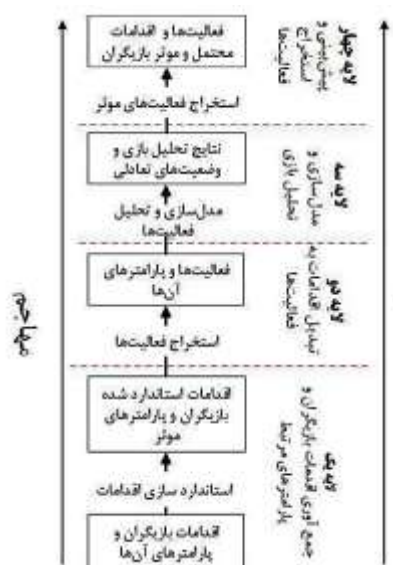 فعالیت‌ها و اقدامات
محتمل و موثر بازیگران
استخراج فعالیت‌های موثر
نتایج تحلیل بازی و
وضعیت‌های تعادلی
مدل‌سازی و تحلیل
فعالیت‌ها
فعالیت‌ها و پارامترهای
آن‌ها
استخراج فعالیت‌ها
اقدامات استاندارد شده
بازیگران و پارامترهای
موثر
استاندارد سازی اقدامات
اقدامات بازیگران و
پارامترهای آن‌ها
لایه چهار
پیش‌بینی و
استخراج
فعالیت‌ها
لایه سه
مدل‌سازی و
تحلیل بازی
لایه دو
تبدیل اقدامات به
فعالیت‌ها
لایه یک
جمع آوری اقدامات بازیگران و
پارامترهای مرتبط
مهاجم